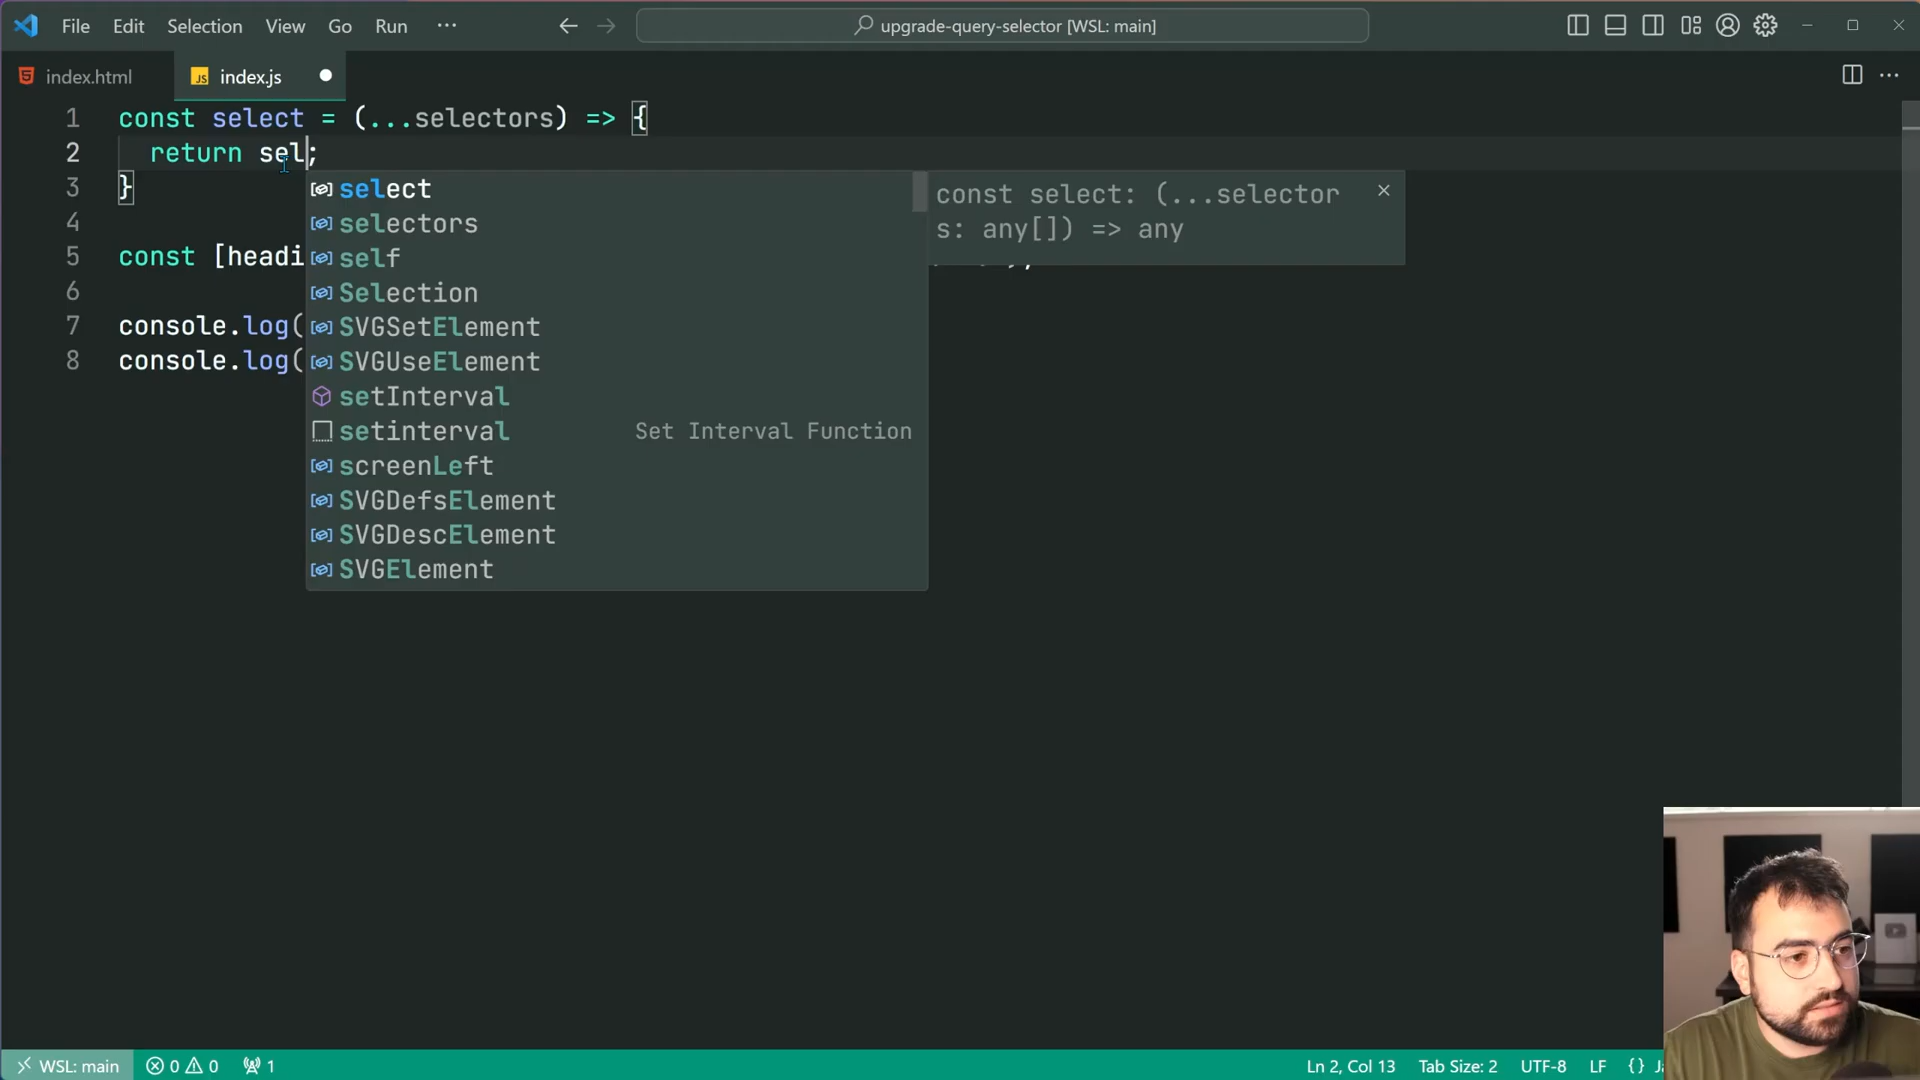 File Edit Selection View Go Run ··· upgrade-query-selector [WSL: main]
index.html index.js
1 const select = (...selectors) => {
2 return sel;
3 }
4
5 const [headi
6
7 console.log(
8 console.log(
select
selectors
self
Selection
SVGSetElement
SVGUseElement
setInterval
setinterval Set Interval Function
screenLeft
SVGDefsElement
SVGDescElement
SVGElement
const select: (...selector
s: any[]) => any
WSL: main 0 0 1 Ln 2, Col 13 Tab Size: 2 UTF-8 LF {}